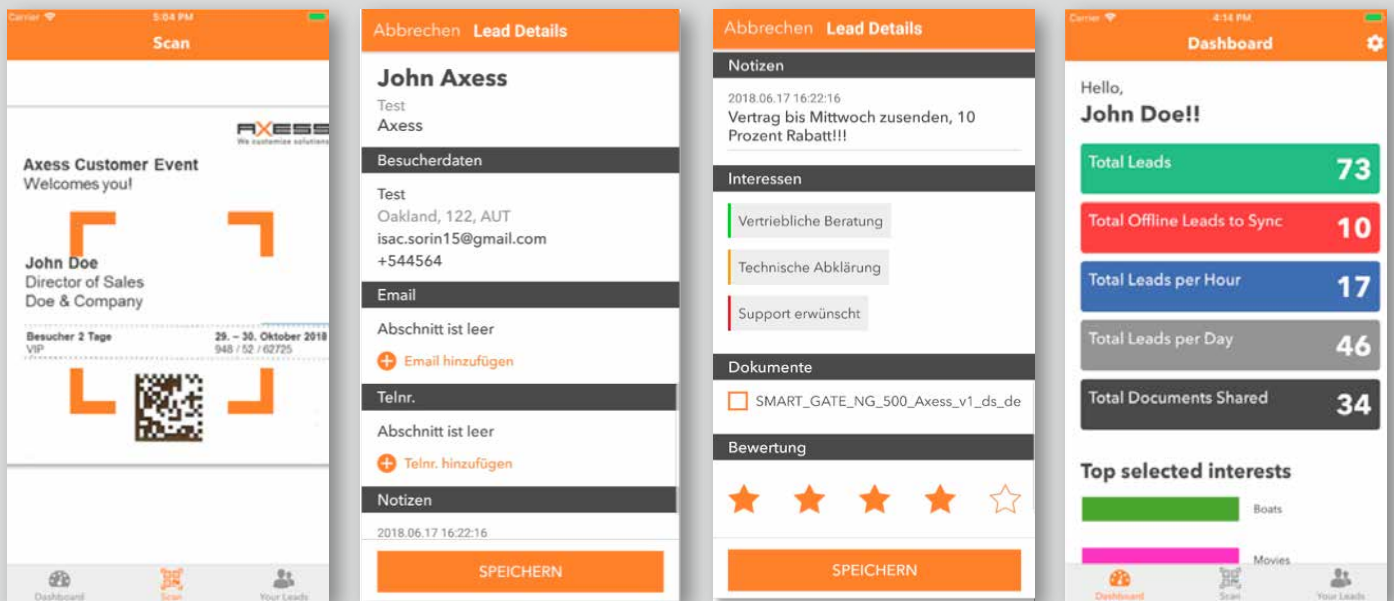 Carrier
5:04 PM
Scan
AXESS
We customize solutions
Axess Customer Event
Welcomes you!
John Doe
Director of Sales
Doe & Company
Besucher 2 Tage
29. – 30. Oktober 2018
VIP
948 / 52 / 62725
Dashboard
Scan
Your Leads
Abbrechen Lead Details
John Axess
Test
Axess
Besucherdaten
Test
Oakland, 122, AUT
isac.sorin15@gmail.com
+544564
Email
Abschnitt ist leer
Email hinzufügen
Telnr.
Abschnitt ist leer
Telnr. hinzufügen
Notizen
2018.06.17 16:22:16
SPEICHERN
Abbrechen Lead Details
Notizen
2018.06.17 16:22:16
Vertrag bis Mittwoch zusenden, 10
Prozent Rabatt!!!
Interessen
Vertriebliche Beratung
Technische Abklärung
Support erwünscht
Dokumente
SMART_GATE_NG_500_Axess_v1_ds_de
Bewertung
SPEICHERN
Carrier
4:14 PM
Dashboard
Hello,
John Doe!!
Total Leads 73
Total Offline Leads to Sync 10
Total Leads per Hour 17
Total Leads per Day 46
Total Documents Shared 34
Top selected interests
Boats
Movies
Dashboard
Scan
Your Leads